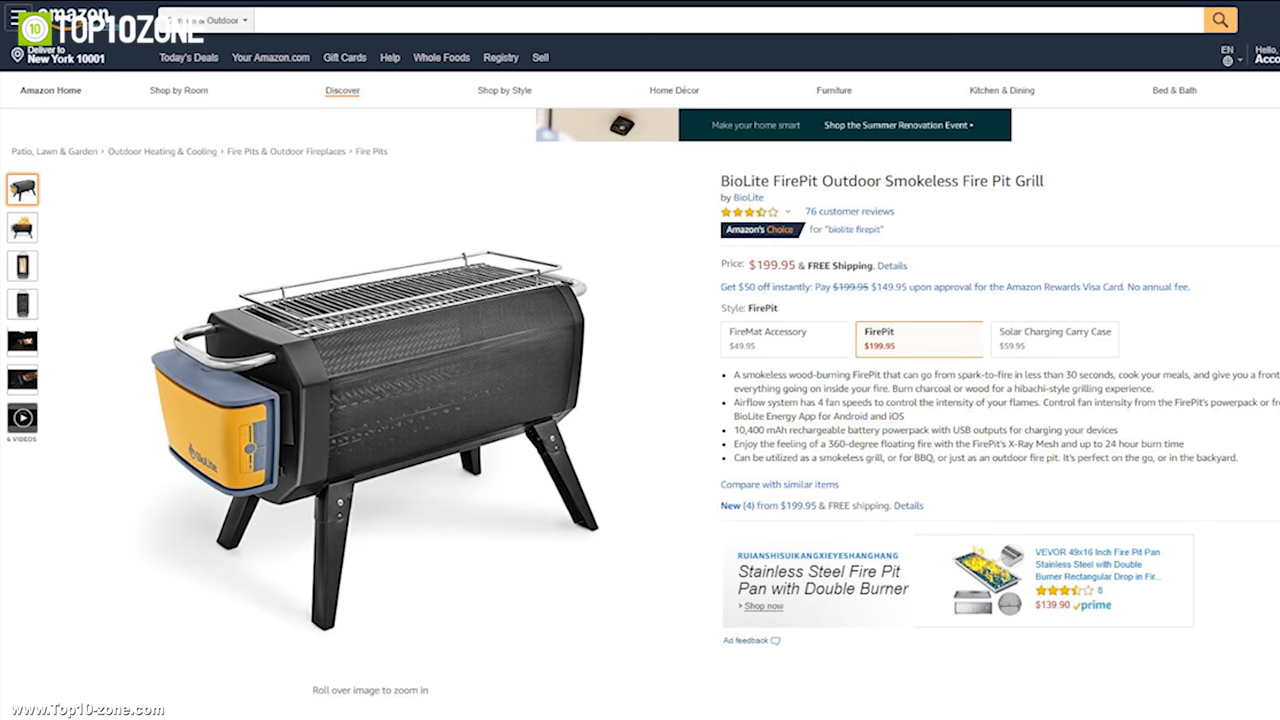 amazon
10 TOP10ZONE
Outdoor
Deliver to
New York 10001
Today's Deals Your Amazon.com Gift Cards Help Whole Foods Registry Sell
EN
Hello,
Acco
Amazon Home Shop by Room Discover Shop by Style Home Décor Furniture Kitchen & Dining Bed & Bath
Make your home smart Shop the Summer Renovation Event
Patio, Lawn & Garden › Outdoor Heating & Cooling › Fire Pits & Outdoor Fireplaces › Fire Pits
BioLite FirePit Outdoor Smokeless Fire Pit Grill
by BioLite
76 customer reviews
Amazon's Choice for "biolite firepit"
Price: $199.95 & FREE Shipping. Details
Get $50 off instantly: Pay $199.95 $149.95 upon approval for the Amazon Rewards Visa Card. No annual fee.
Style: FirePit
FireMat Accessory FirePit Solar Charging Carry Case
$49.95 $199.95 $59.95
A smokeless wood-burning FirePit that can go from spark-to-fire in less than 30 seconds, cook your meals, and give you a front
everything going on inside your fire. Burn charcoal or wood for a hibachi-style grilling experience.
Airflow system has 4 fan speeds to control the intensity of your flames. Control fan intensity from the FirePit's powerpack or fr
BioLite Energy App for Android and iOS
10,400 mAh rechargeable battery powerpack with USB outputs for charging your devices
Enjoy the feeling of a 360-degree floating fire with the FirePit's X-Ray Mesh and up to 24 hour burn time
Can be utilized as a smokeless grill, or for BBQ, or just as an outdoor fire pit. It's perfect on the go, or in the backyard.
6 VIDEOS
BioLite
Compare with similar items
New (4) from $199.95 & FREE shipping. Details
RUIANSHISUIKANGXIEYESHANGHANG
Stainless Steel Fire Pit
Pan with Double Burner
› Shop now
VEVOR 49x16 Inch Fire Pit Pan
Stainless Steel with Double
Burner Rectangular Drop in Fir...
8
$139.90 prime
Ad feedback
Roll over image to zoom in
www.Top10-zone.com